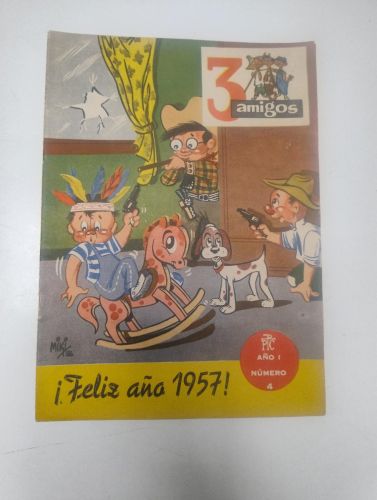 3
amigos
¡Feliz año 1957!
AÑO I
NÚMERO
4